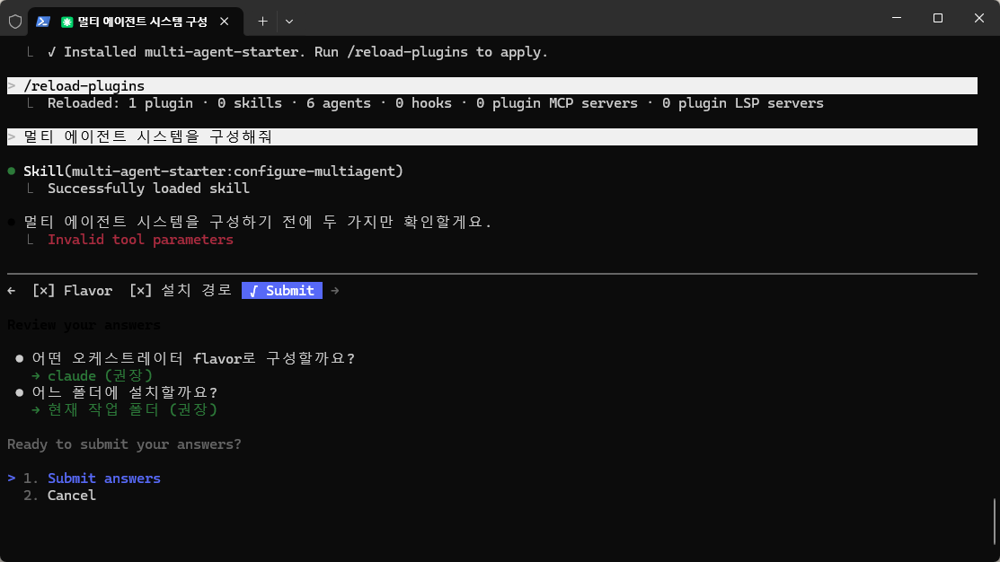 멀티 에이전트 시스템 구성
└ √ Installed multi-agent-starter. Run /reload-plugins to apply.
> /reload-plugins
└ Reloaded: 1 plugin · 0 skills · 6 agents · 0 hooks · 0 plugin MCP servers · 0 plugin LSP servers
> 멀티 에이전트 시스템을 구성해줘
● Skill(multi-agent-starter:configure-multiagent)
└ Successfully loaded skill
● 멀티 에이전트 시스템을 구성하기 전에 두 가지만 확인할게요.
└ Invalid tool parameters
← [×] Flavor [×] 설치 경로 √ Submit →
Review your answers
● 어떤 오케스트레이터 flavor로 구성할까요?
→ claude (권장)
● 어느 폴더에 설치할까요?
→ 현재 작업 폴더 (권장)
Ready to submit your answers?
> 1. Submit answers
2. Cancel